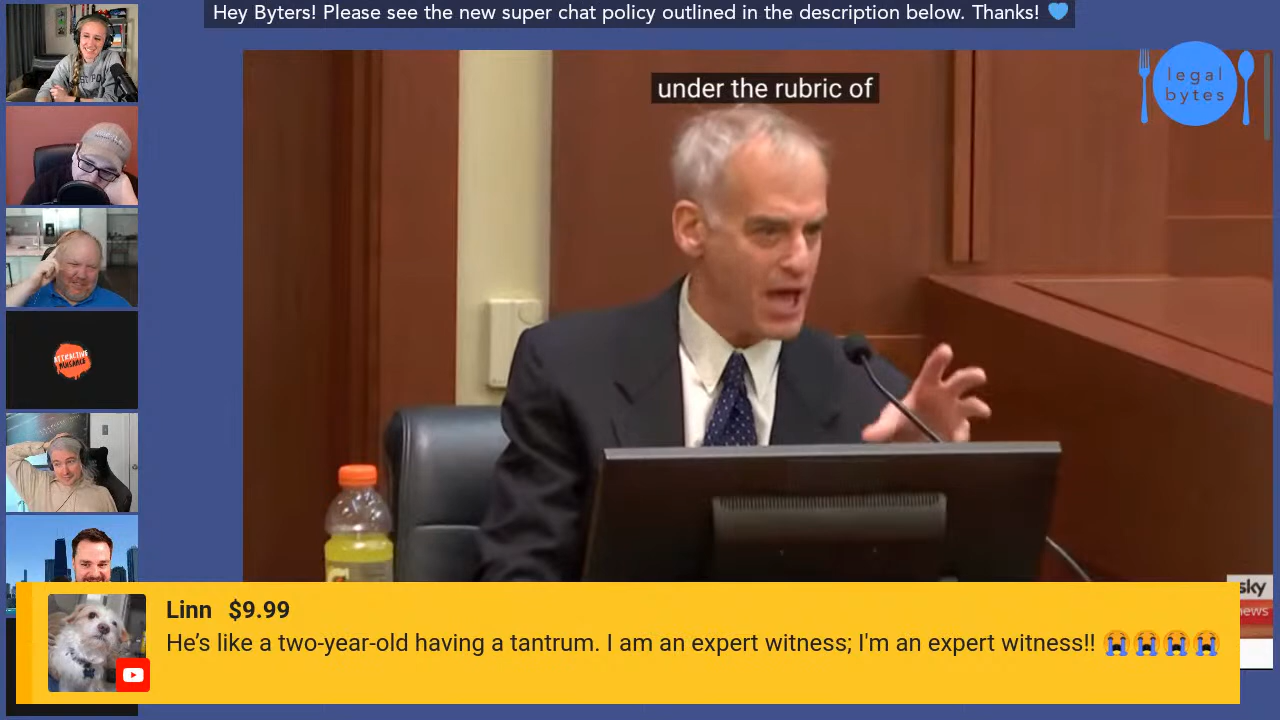 Hey Byters! Please see the new super chat policy outlined in the description below. Thanks! 💙
legal
bytes
under the rubric of
ATTRACTIVE
NUISANCE
sky
news
Linn $9.99
He’s like a two-year-old having a tantrum. I am an expert witness; I'm an expert witness!! 😭😭😭😭